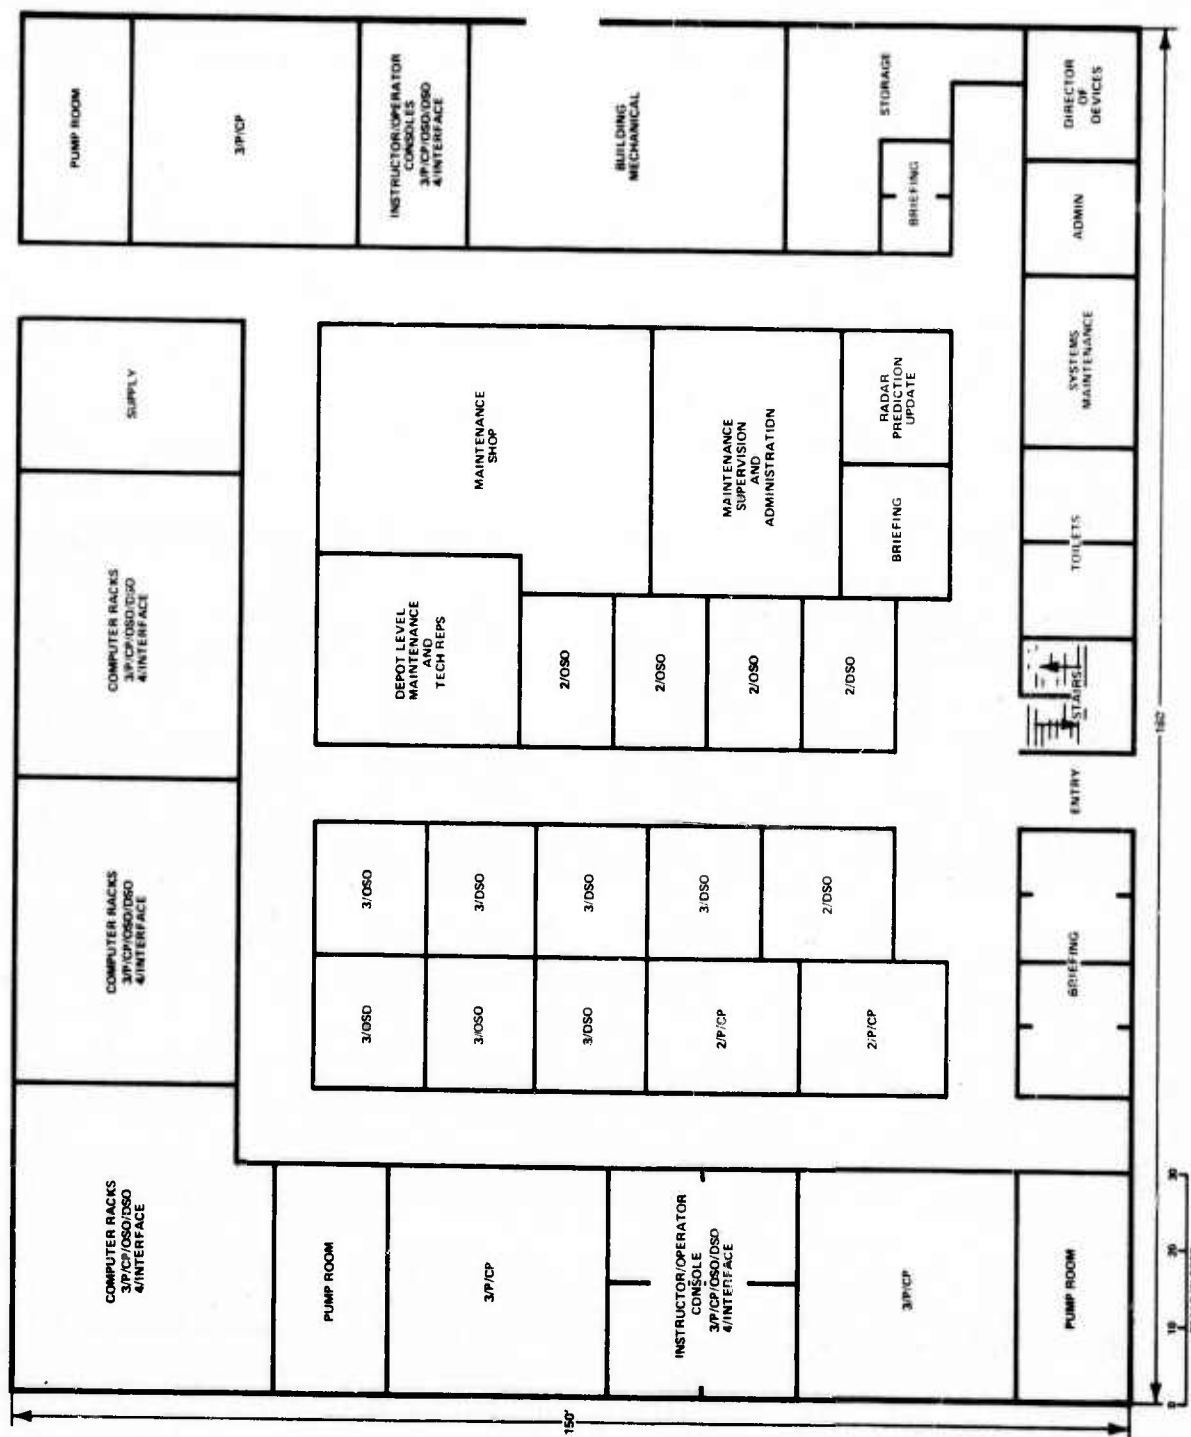 COMPUTER RACKS
3/P/CP/OSO/DSO
4/INTERFACE
COMPUTER RACKS
3/P/CP/OSO/DSO
4/INTERFACE
COMPUTER RACKS
3/P/CP/OSO/DSO
4/INTERFACE
SUPPLY
PUMP ROOM
3/P/CP
PUMP ROOM
3/P/CP
INSTRUCTOR/OPERATOR
CONSOLE
3/P/CP/OSO/DSO
4/INTERFACE
3/P/CP
PUMP ROOM
3/OSO
3/OSO
3/OSO
3/DSO
3/DSO
3/DSO
2/P/CP
3/DSO
2/P/CP
2/DSO
DEPOT LEVEL
MAINTENANCE
AND
TECH REPS
MAINTENANCE
SHOP
2/OSO
2/OSO
2/OSO
2/DSO
MAINTENANCE
SUPERVISION
AND
ADMINISTRATION
BRIEFING
RADAR
PREDICTION
UPDATE
INSTRUCTOR/OPERATOR
CONSOLES
3/P/CP/OSO/DSO
4/INTERFACE
BUILDING
MECHANICAL
STORAGE
BRIEFING
BRIEFING
ENTRY
STAIRS
TOILETS
SYSTEMS
MAINTENANCE
ADMIN
DIRECTOR
OF
DEVICES
150'
180'
0 10 20 30